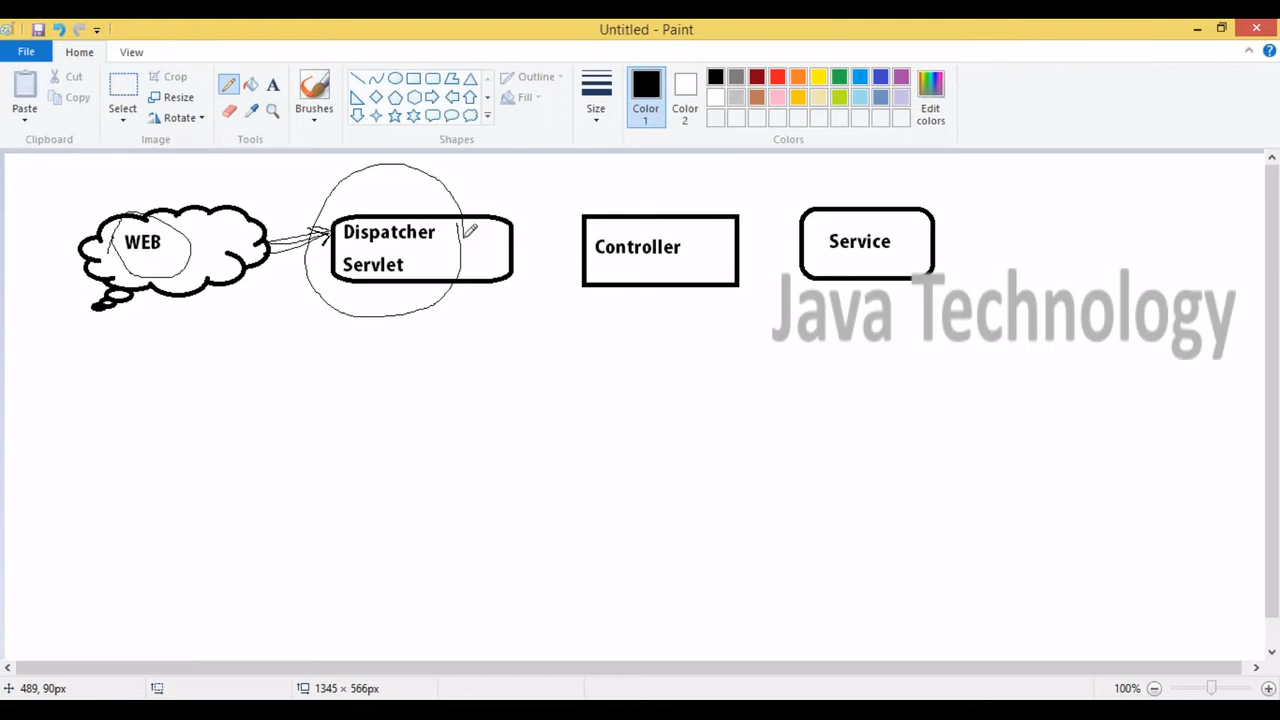 Untitled - Paint
File
Home
View
Paste
Cut
Copy
Clipboard
Select
Crop
Resize
Rotate
Image
A
Tools
Brushes
Outline
Fill
Shapes
Size
Color 1
Color 2
Edit colors
Colors
WEB
Dispatcher
Servlet
Controller
Service
Java Technology
489, 90px
1345 × 566px
100%